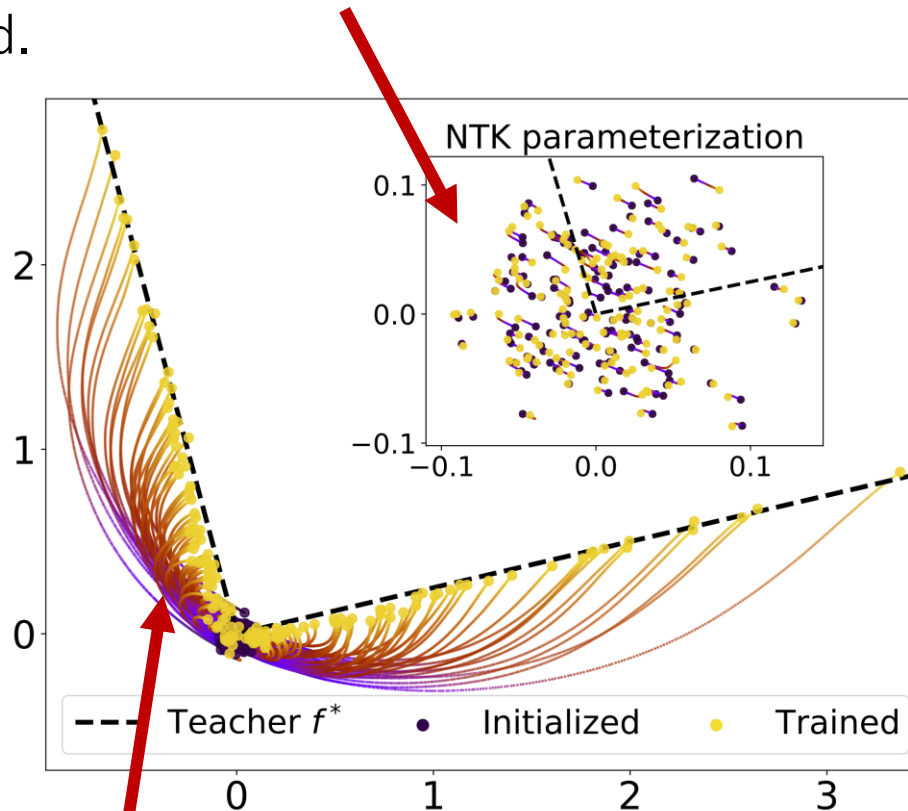 d.
NTK parameterization
0.1
0.0
−0.1
−0.1 0.0 0.1
2
1
0
Teacher f* Initialized Trained
0 1 2 3